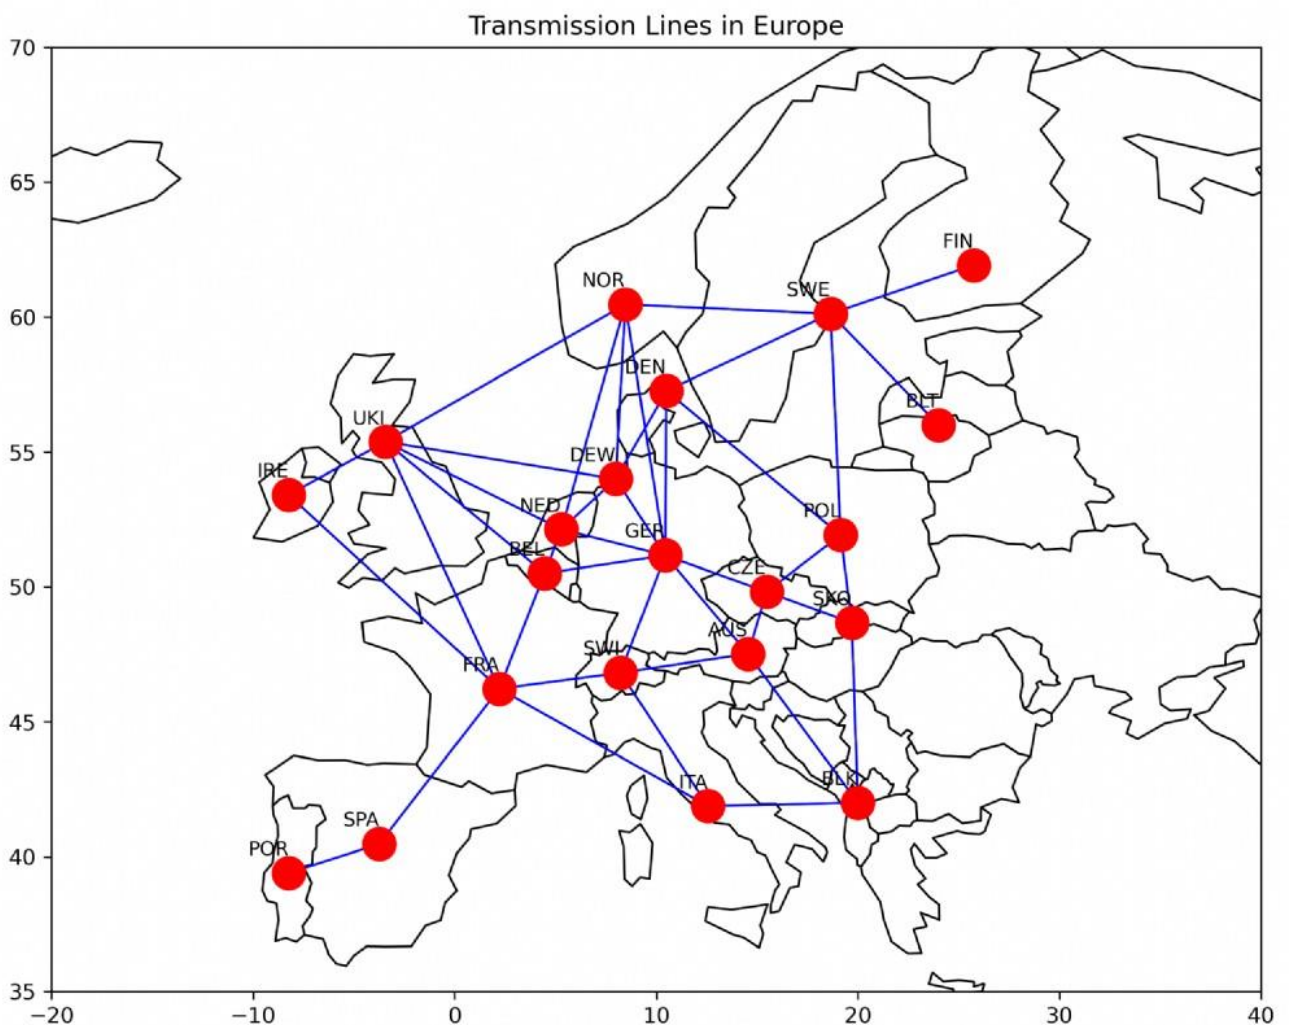 Transmission Lines in Europe
70
65
FIN
NOR
SWE
60
DEN
BLT
UKI
55
DEW
IRE
NED
POL
GER
BEL
CZE
50
SKO
AUS
SWI
FRA
45
ITA
BLK
SPA
POR
40
35
−20 −10 0 10 20 30 40